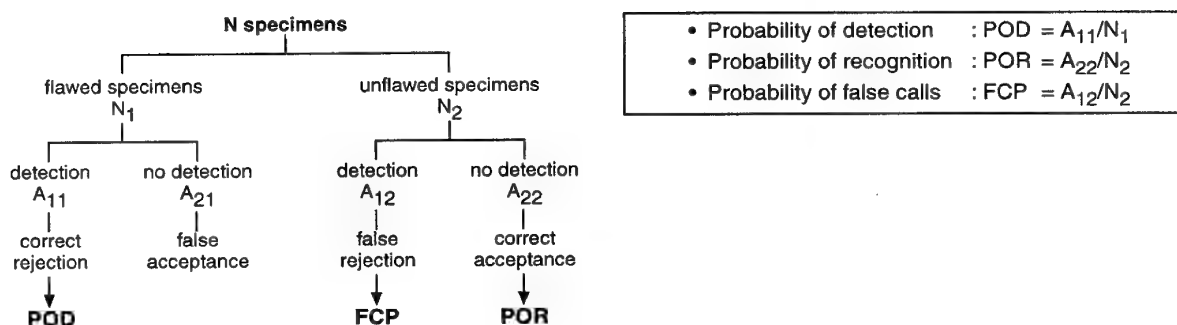 N specimens
flawed specimens
N1
unflawed specimens
N2
detection
A11
correct
rejection
POD
no detection
A21
false
acceptance
detection
A12
false
rejection
FCP
no detection
A22
correct
acceptance
POR
• Probability of detection : POD = A11/N1
• Probability of recognition : POR = A22/N2
• Probability of false calls : FCP = A12/N2